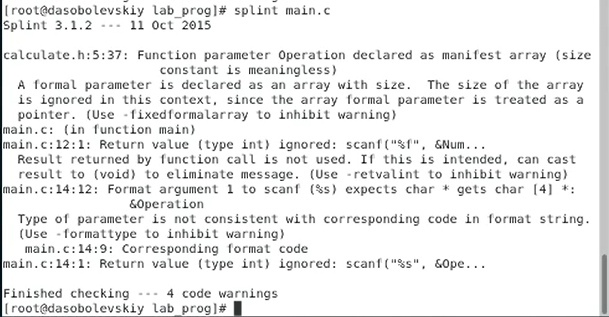 [root@dasobolevskiy lab_prog]# splint main.c
Splint 3.1.2 --- 11 Oct 2015

calculate.h:5:37: Function parameter Operation declared as manifest array (size
                     constant is meaningless)
  A formal parameter is declared as an array with size.  The size of the array
  is ignored in this context, since the array formal parameter is treated as a
  pointer. (Use -fixedformalarray to inhibit warning)
main.c: (in function main)
main.c:12:1: Return value (type int) ignored: scanf("%f", &Num...
  Result returned by function call is not used. If this is intended, can cast
  result to (void) to eliminate message. (Use -retvalint to inhibit warning)
main.c:14:12: Format argument 1 to scanf (%s) expects char * gets char [4] *:
                 &Operation
  Type of parameter is not consistent with corresponding code in format string.
  (Use -formattype to inhibit warning)
   main.c:14:9: Corresponding format code
main.c:14:1: Return value (type int) ignored: scanf("%s", &Ope...

Finished checking --- 4 code warnings
[root@dasobolevskiy lab_prog]#